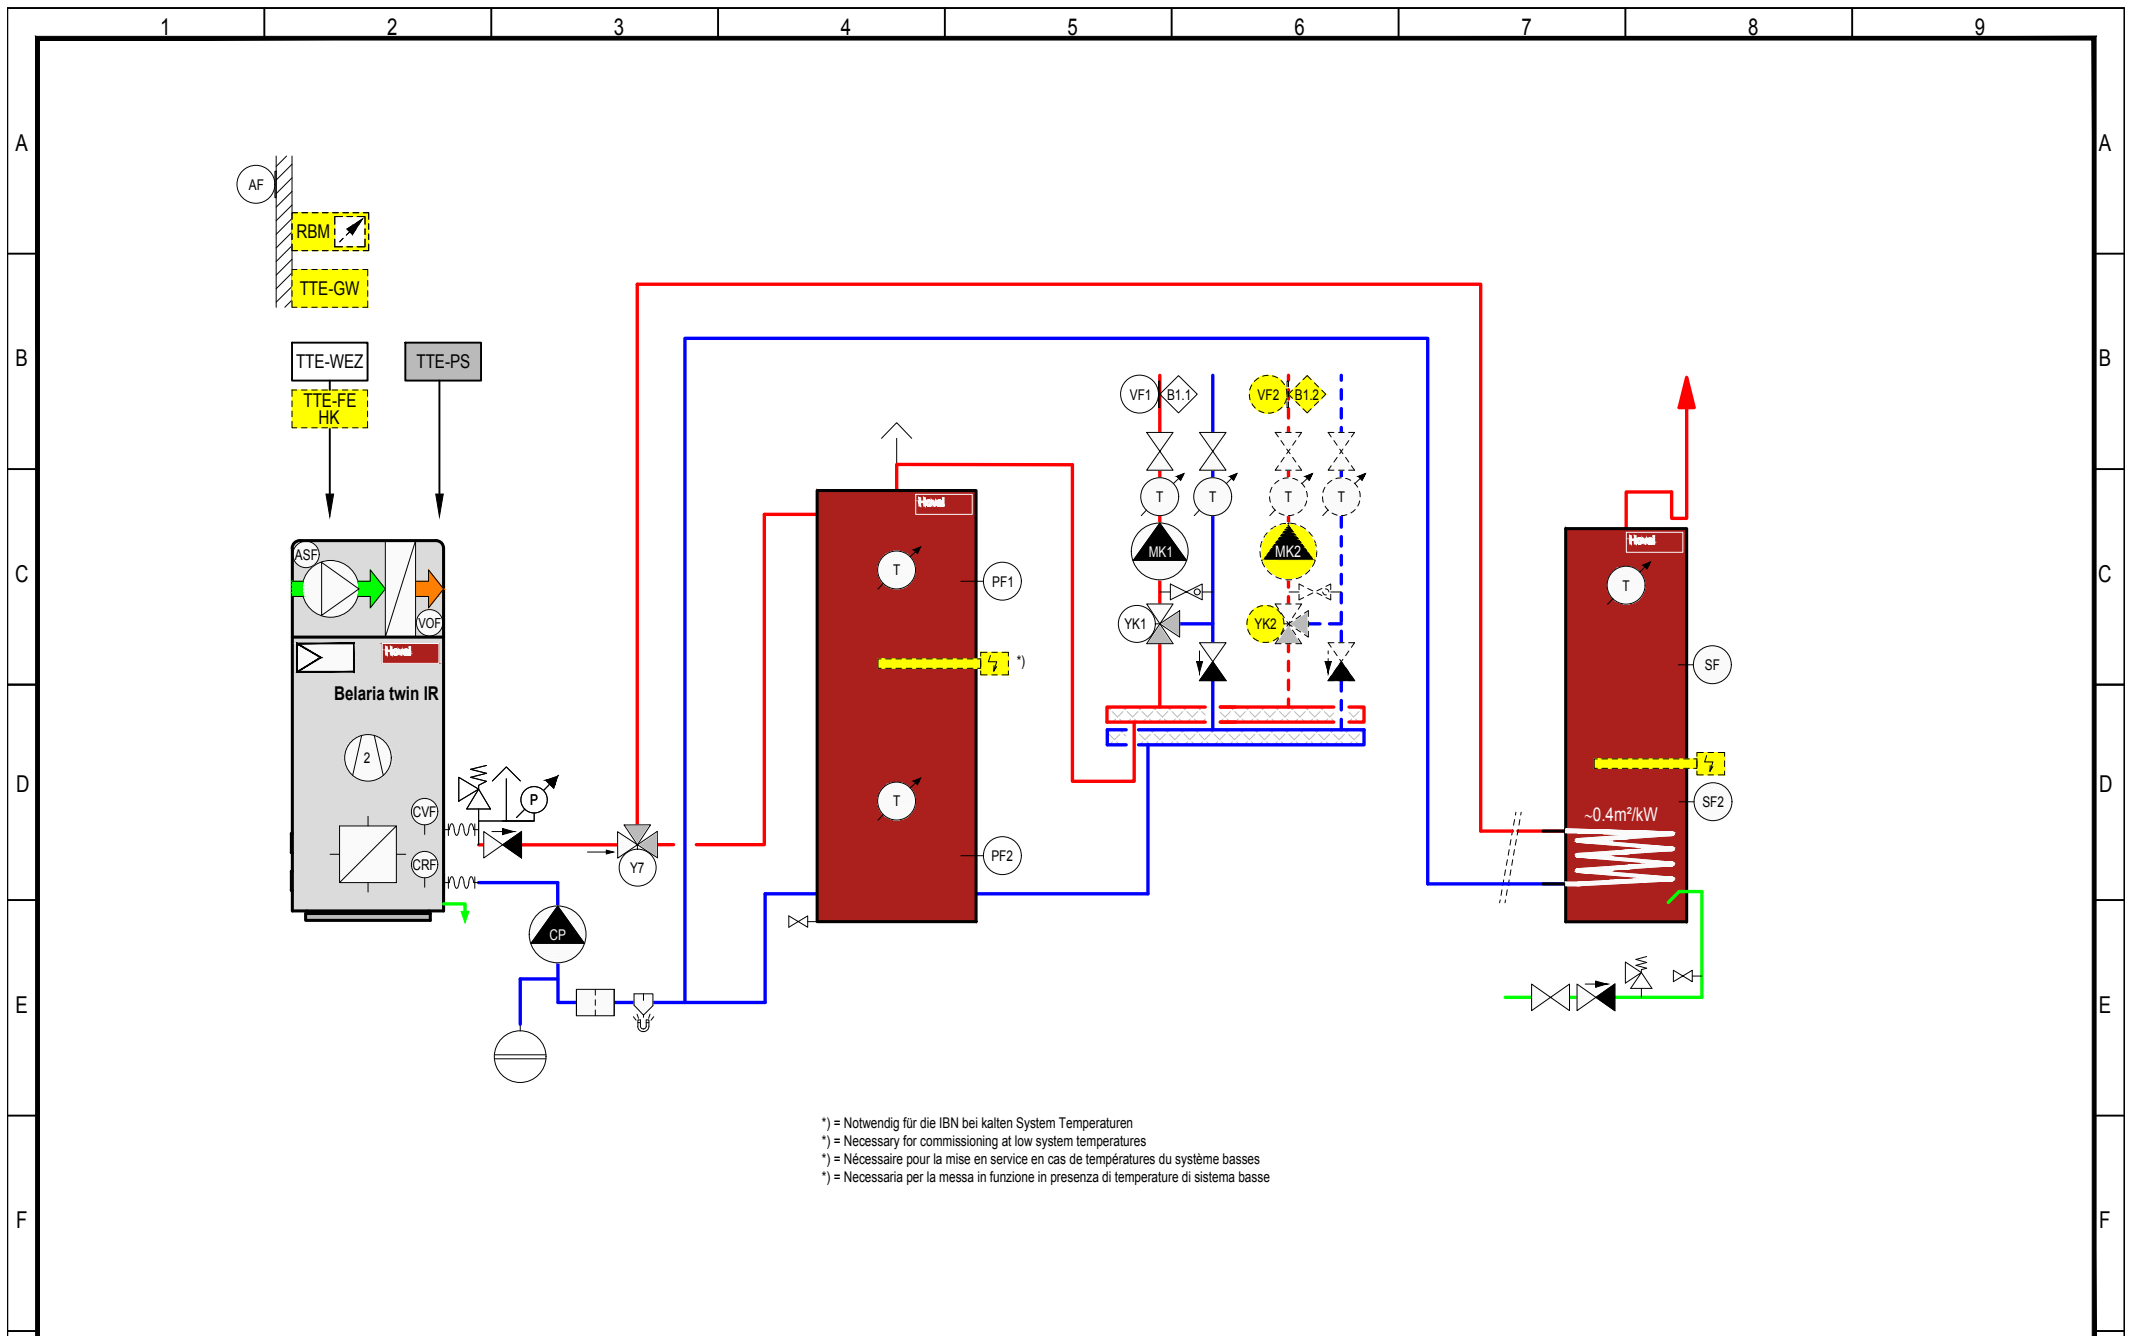 1 2 3 4 5 6 7 8 9
A A
AF
RBM
TTE-GW
B B
TTE-WEZ TTE-PS
TTE-FE
HK
VF1 B1.1 VF2 B1.2
T T T T
Hoval
Hoval
ASF
MK1 MK2
C C
T PF1
T
VOF
YK1 YK2
Hoval
*)
SF
Belaria twin IR
2
D D
P
T
SF2
CVF
~0.4m²/kW
CRF
Y7
PF2
CP
E E
*) = Notwendig für die IBN bei kalten System Temperaturen
*) = Necessary for commissioning at low system temperatures
*) = Nécessaire pour la mise en service en cas de températures du système basses
*) = Necessaria per la messa in funzione in presenza di temperature di sistema basse
F F